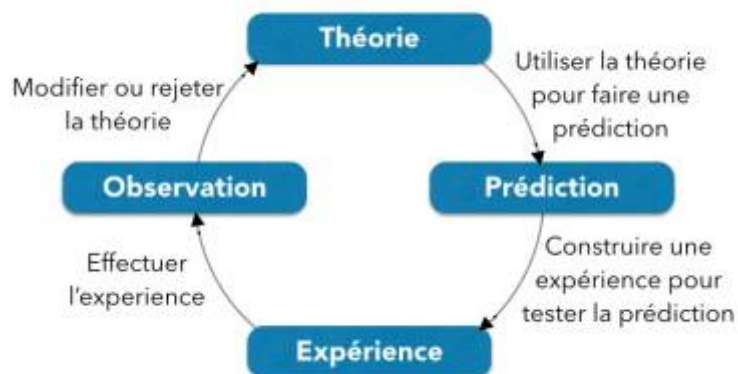 Théorie
Utiliser la théorie
pour faire une
prédiction
Prédiction
Construire une
expérience pour
tester la prédiction
Expérience
Effectuer
l'experience
Observation
Modifier ou rejeter
la théorie